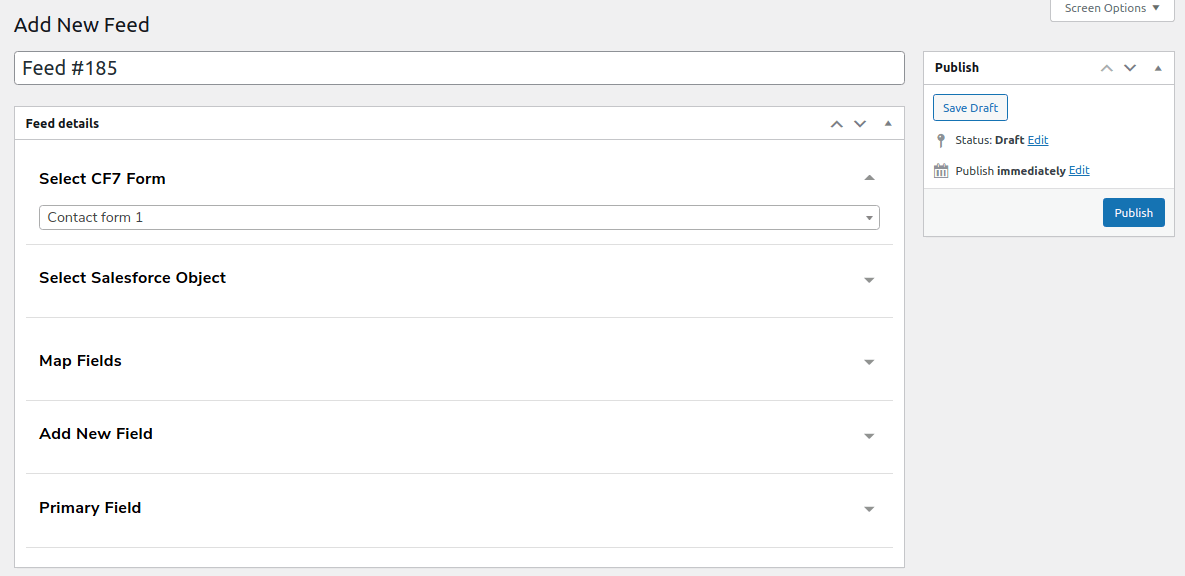 Screen Options
Add New Feed
Feed #185
Feed details
Select CF7 Form
Contact form 1
Select Salesforce Object
Map Fields
Add New Field
Primary Field
Publish
Save Draft
Status: Draft Edit
Publish immediately Edit
Publish